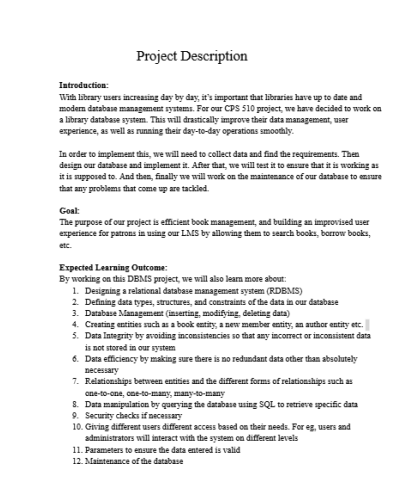 Project Description
Introduction:
With library users increasing day by day, it's important that libraries have up to date and
modern database management systems. For our CPS 510 project, we have decided to work on
a library database system. This will drastically improve their data management, user
experience, as well as running their day-to-day operations smoothly.
In order to implement this, we will need to collect data and find the requirements. Then
design our database and implement it. After that, we will test it to ensure that it is working as
it is supposed to. And then, finally we will work on the maintenance of our database to ensure
that any problems that come up are tackled.
Goal:
The purpose of our project is efficient book management, and building an improvised user
experience for patrons in using our LMS by allowing them to search books, borrow books,
etc.
Expected Learning Outcome:
By working on this DBMS project, we will also learn more about:
1. Designing a relational database management system (RDBMS)
2. Defining data types, structures, and constraints of the data in our database
3. Database Management (inserting, modifying, deleting data)
4. Creating entities such as a book entity, a new member entity, an author entity etc.
5. Data Integrity by avoiding inconsistencies so that any incorrect or inconsistent data
is not stored in our system
6. Data efficiency by making sure there is no redundant data other than absolutely
necessary
7. Relationships between entities and the different forms of relationships such as
one-to-one, one-to-many, many-to-many
8. Data manipulation by querying the database using SQL to retrieve specific data
9. Security checks if necessary
10. Giving different users different access based on their needs. For eg, users and
administrators will interact with the system on different levels
11. Parameters to ensure the data entered is valid
12. Maintenance of the database